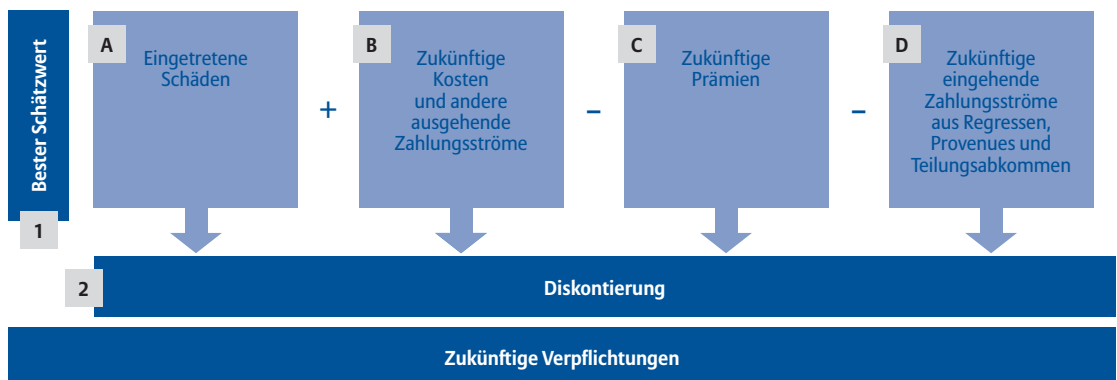 Bester Schätzwert
1
A
Eingetretene
Schäden
+
B
Zukünftige
Kosten
und andere
ausgehende
Zahlungsströme
–
C
Zukünftige
Prämien
–
D
Zukünftige
eingehende
Zahlungsströme
aus Regressen,
Provenues und
Teilungsabkommen
2
Diskontierung
Zukünftige Verpflichtungen